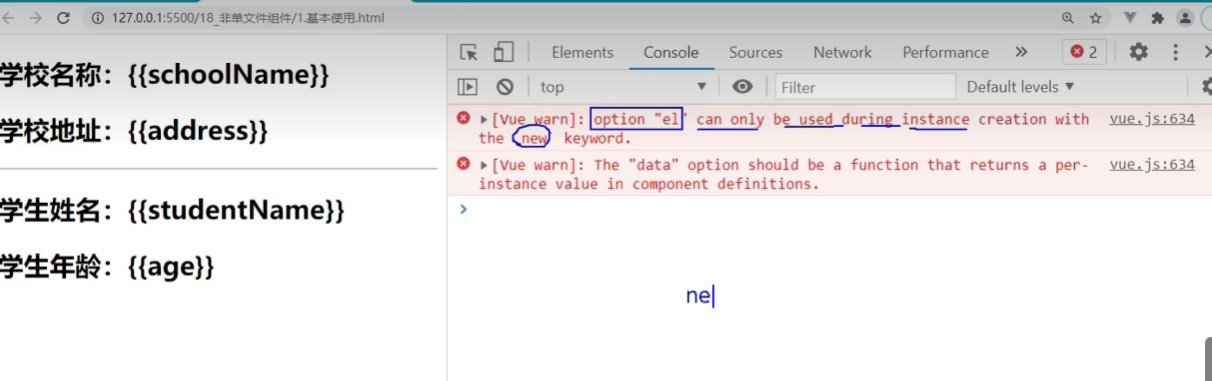 127.0.0.1:5500/18_非单文件组件/1.基本使用.html
学校名称：{{schoolName}}
学校地址：{{address}}
学生姓名：{{studentName}}
学生年龄：{{age}}
Elements Console Sources Network Performance » 2
top Filter Default levels ▼
[Vue warn]: option "el" can only be used during instance creation with vue.js:634
the `new` keyword.
[Vue warn]: The "data" option should be a function that returns a per- vue.js:634
instance value in component definitions.
ne